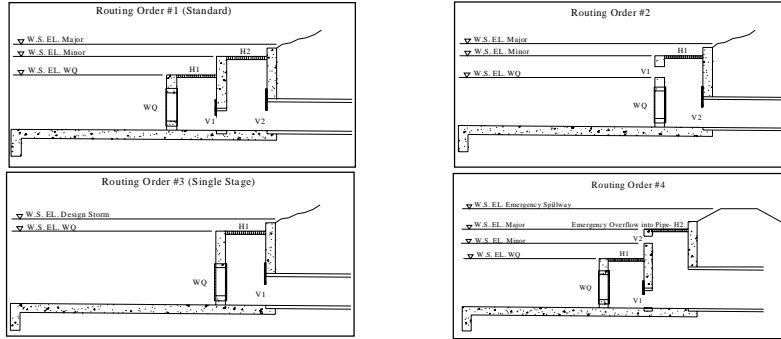 Routing Order #1 (Standard)
W.S. EL. Major
W.S. EL. Minor
H2
W.S. EL. WQ
H1
WQ
V1
V2
Routing Order #2
W.S. EL. Major
W.S. EL. Minor
H1
V1
W.S. EL. WQ
WQ
V2
Routing Order #3 (Single Stage)
W.S. EL. Design Storm
W.S. EL. WQ
H1
WQ
V1
Routing Order #4
W.S. EL. Emergency Spillway
W.S. EL. Major
Emergency Overflow into Pipe- H2
V2
W.S. EL. Minor
W.S. EL. WQ
H1
WQ
V1